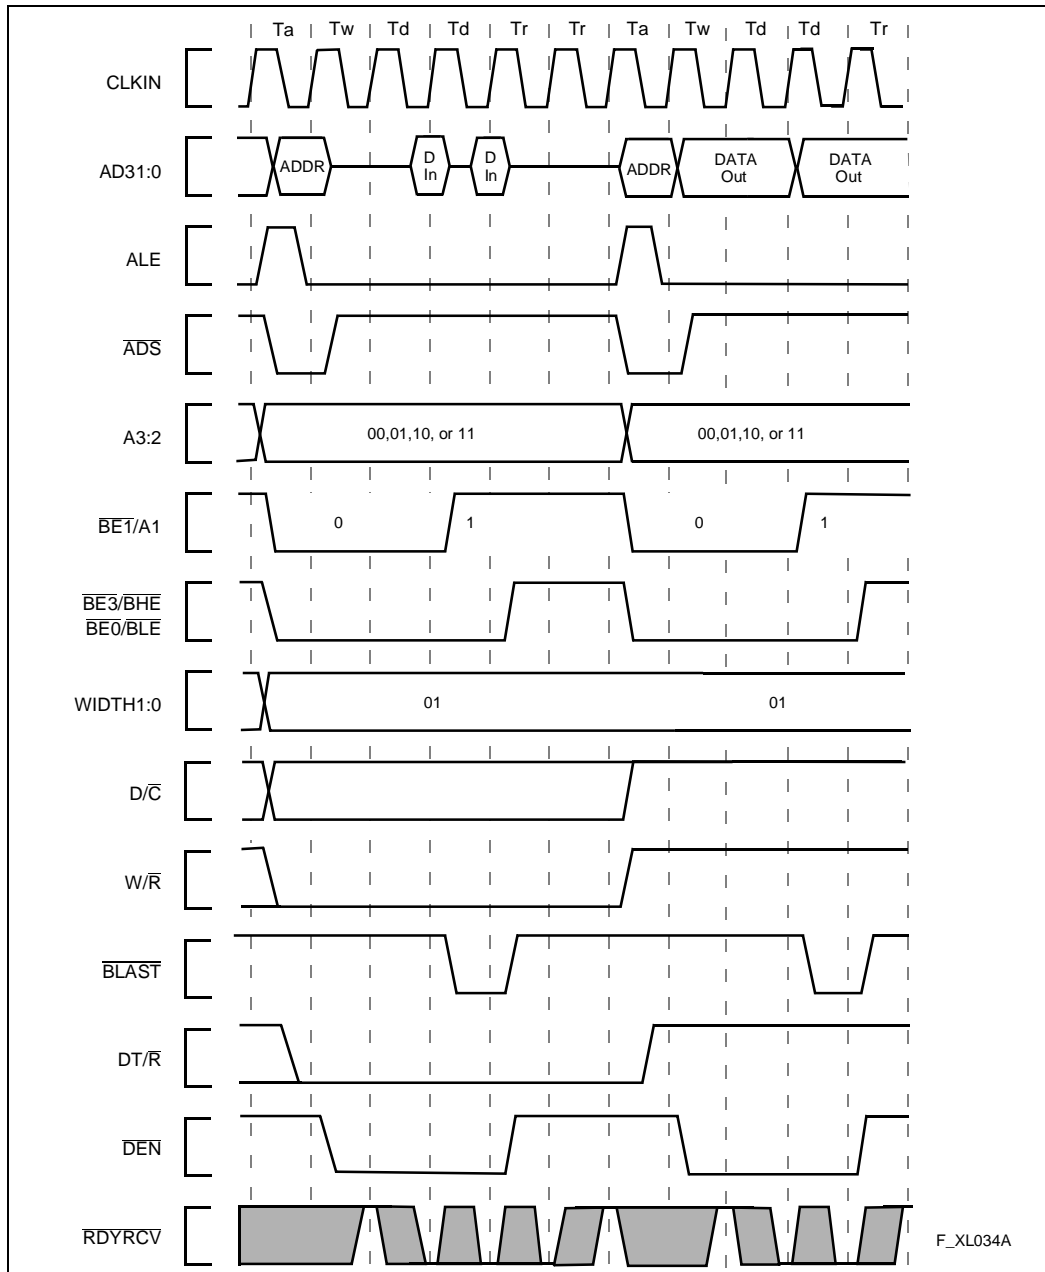 Ta Tw Td Td Tr Tr Ta Tw Td Td Tr
CLKIN
AD31:0 ADDR D In D In ADDR DATA Out DATA Out
ALE
ADS
A3:2 00,01,10, or 11 00,01,10, or 11
BE1/A1 0 1 0 1
BE3/BHE
BE0/BLE
WIDTH1:0 01 01
D/C
W/R
BLAST
DT/R
DEN
RDYRCV
F_XL034A